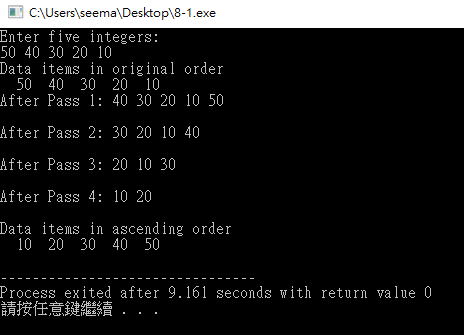 C:\Users\seema\Desktop\8-1.exe
Enter five integers:
50 40 30 20 10
Data items in original order
  50  40  30  20  10
After Pass 1: 40 30 20 10 50
After Pass 2: 30 20 10 40
After Pass 3: 20 10 30
After Pass 4: 10 20
Data items in ascending order
  10  20  30  40  50
--------------------------------
Process exited after 9.161 seconds with return value 0
請按任意鍵繼續 . . .